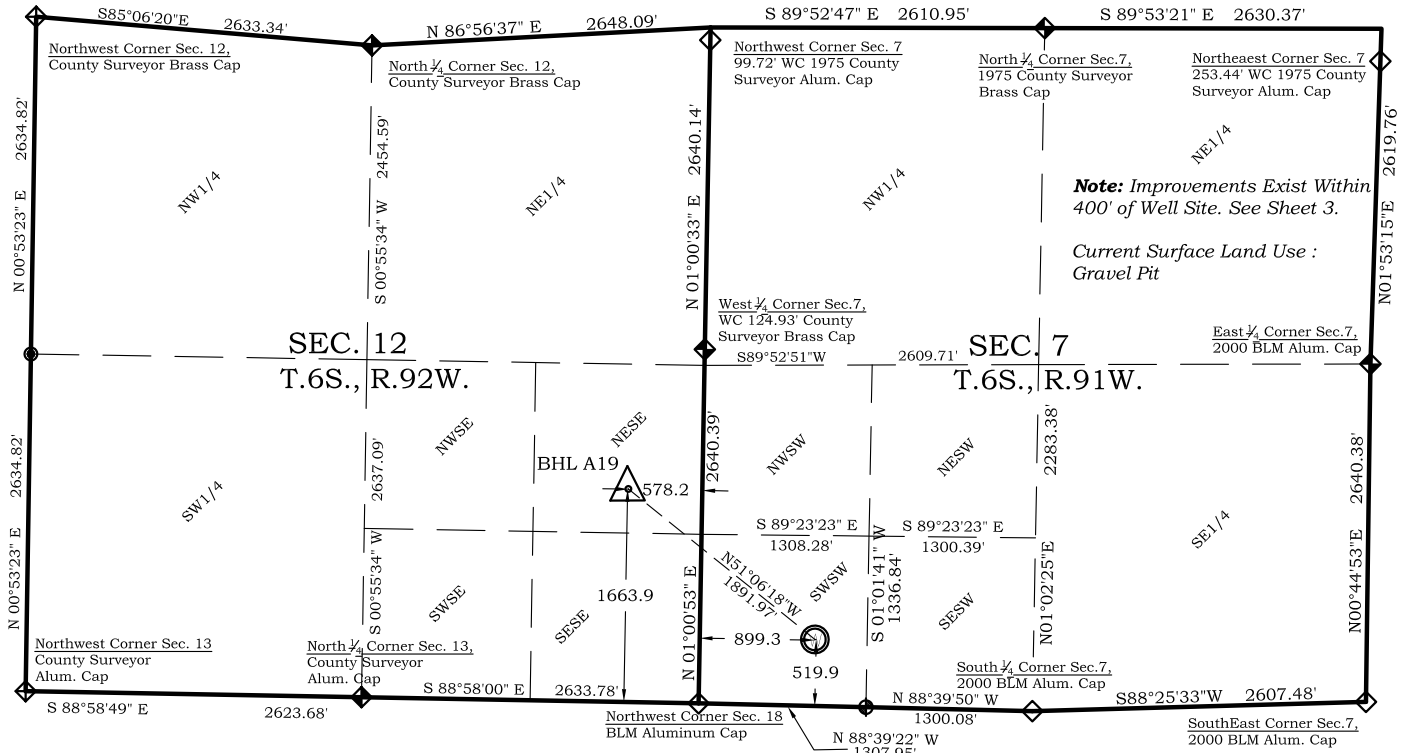 S85°06'20"E 2633.34'
N 86°56'37" E 2648.09'
S 89°52'47" E 2610.95'
S 89°53'21" E 2630.37'
Northwest Corner Sec. 12,
County Surveyor Brass Cap
North ¼ Corner Sec. 12,
County Surveyor Brass Cap
Northwest Corner Sec. 7
99.72' WC 1975 County
Surveyor Alum. Cap
North ¼ Corner Sec.7,
1975 County Surveyor
Brass Cap
Northeaest Corner Sec. 7
253.44' WC 1975 County
Surveyor Alum. Cap
N 00°53'23" E 2634.82'
S 00°55'34" W 2454.59'
N 01°00'33" E 2640.14'
N01°53'15"E 2619.76'
NW1/4
NE1/4
NW1/4
NE1/4
Note: Improvements Exist Within
400' of Well Site. See Sheet 3.
Current Surface Land Use :
Gravel Pit
West ¼ Corner Sec.7,
WC 124.93' County
Surveyor Brass Cap
East ¼ Corner Sec.7,
2000 BLM Alum. Cap
S89°52'51"W 2609.71'
SEC. 12
T.6S., R.92W.
SEC. 7
T.6S., R.91W.
N 00°53'23" E 2634.82'
S 00°55'34" W 2637.09'
N 01°00'53" E 2640.39'
N01°02'25"E 2283.38'
N00°44'53"E 2640.38'
NWSE
NESE
NWSW
NESW
BHL A19
578.2
SW1/4
SE1/4
S 89°23'23" E
1308.28'
S 89°23'23" E
1300.39'
N51°06'18"W
1891.97'
S 01°01'41" W
1336.84'
SWSE
SESE
SWSW
SESW
1663.9
899.3
519.9
Northwest Corner Sec. 13
County Surveyor
Alum. Cap
North ¼ Corner Sec. 13,
County Surveyor
Alum. Cap
South ¼ Corner Sec.7,
2000 BLM Alum. Cap
S 88°58'49" E 2623.68'
S 88°58'00" E 2633.78'
N 88°39'50" W
1300.08'
S88°25'33"W 2607.48'
Northwest Corner Sec. 18
BLM Aluminum Cap
N 88°39'22" W
1307.95'
SouthEast Corner Sec.7,
2000 BLM Alum. Cap